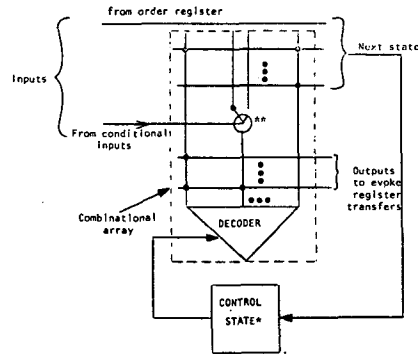 from order register
Next state
Inputs
**
From conditional
inputs
Outputs
to evoke
register
transfers
Combinational
array
DECODER
CONTROL
STATE*